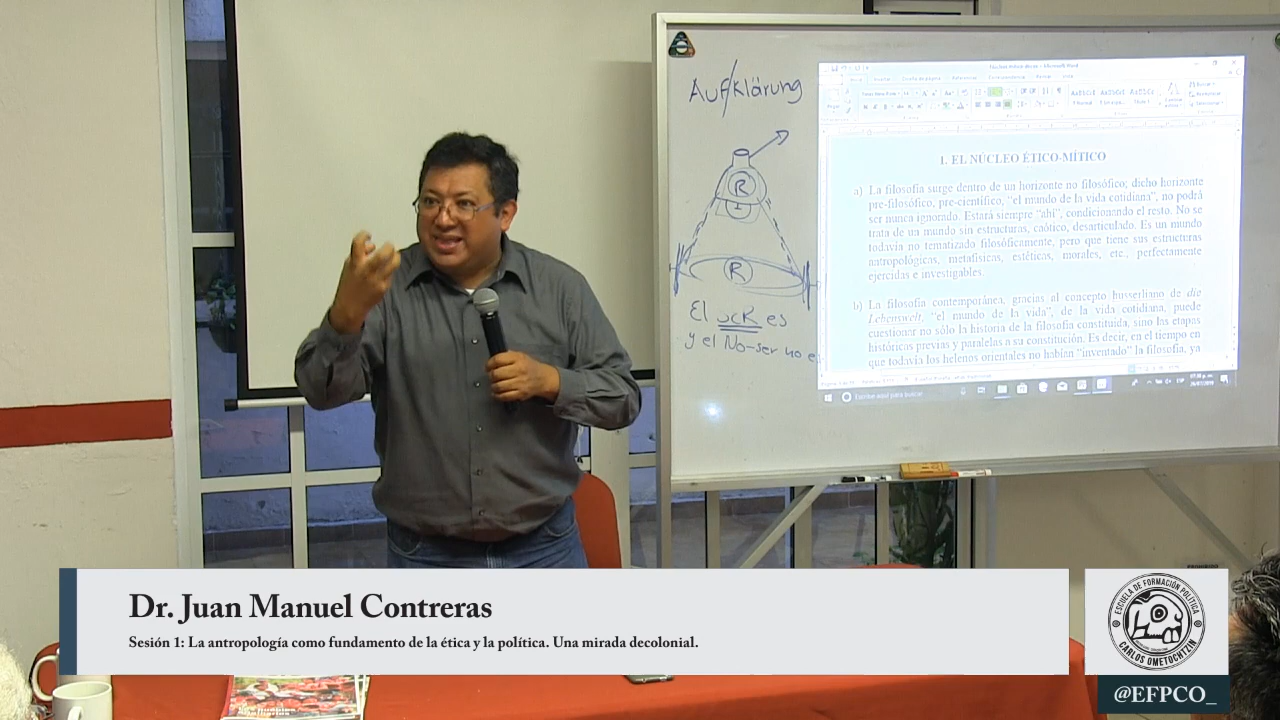 Aufklärung
R
R
El ser es
y el No-ser no es
1. EL NÚCLEO ÉTICO-MÍTICO
a) La filosofía surge dentro de un horizonte no filosófico; dicho horizonte
pre-filosófico, pre-científico, “el mundo de la vida cotidiana”, no podrá
ser nunca ignorado. Estará siempre “ahí”, condicionando el resto. No se
trata de un mundo sin estructuras, caótico, desarticulado. Es un mundo
todavía no tematizado filosóficamente, pero que tiene sus estructuras
antropológicas, metafísicas, estéticas, morales, etc., perfectamente
ejercidas e investigables.
b) La filosofía contemporánea, gracias al concepto husserliano de die
Lebenswelt, “el mundo de la vida”, de la vida cotidiana, puede
cuestionar no sólo la historia de la filosofía constituida, sino las etapas
históricas previas y paralelas a su constitución. Es decir, en el tiempo en
que todavía los helenos orientales no habían “inventado” la filosofía, ya
Escribe aquí para buscar
Dr. Juan Manuel Contreras
Sesión 1: La antropología como fundamento de la ética y la política. Una mirada decolonial.
ESCUELA DE FORMACIÓN POLÍTICA
CARLOS OMETOCHTZIN
@EFPCO_